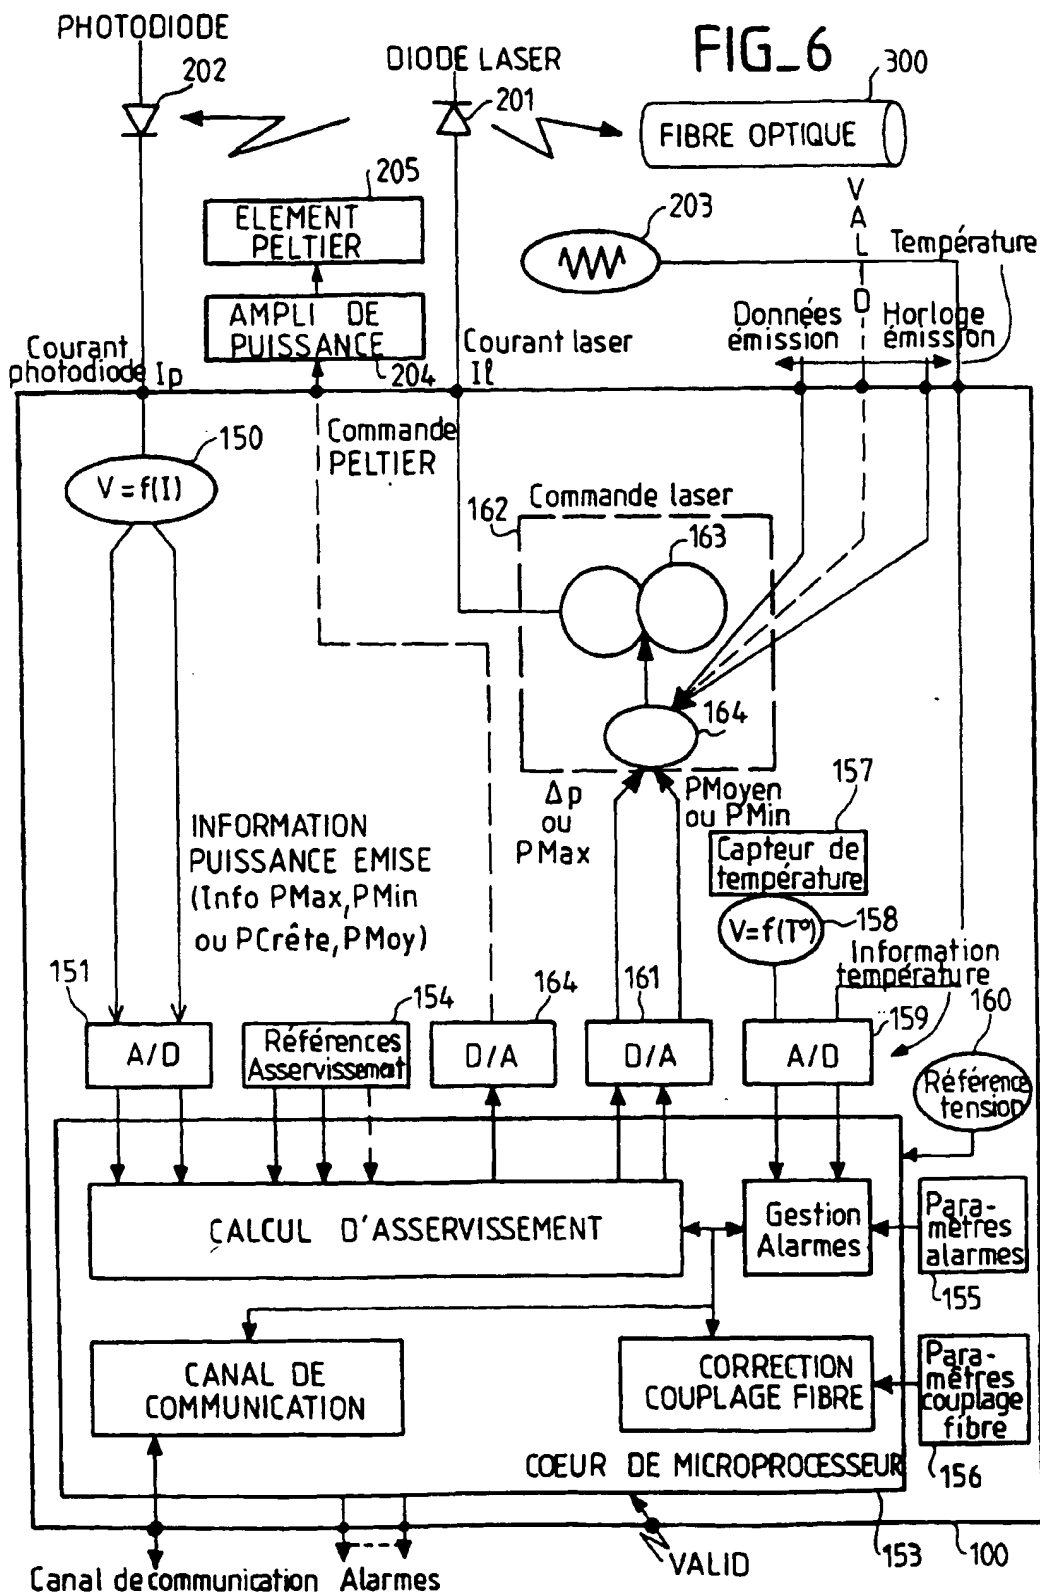 PHOTODIODE
202
DIODE LASER
201
FIG_6
300
FIBRE OPTIQUE
205
ELEMENT
PELTIER
203
VALID
Température
AMPLI DE
PUISSANCE
204
Données
émission
Horloge
émission
Courant
photodiode Ip
Courant laser
Il
150
V=f(I)
Commande
PELTIER
Commande laser
162
163
164
Δp
ou
PMax
PMoyen
ou PMin
157
Capteur de
température
INFORMATION
PUISSANCE EMISE
(Info PMax, PMin
ou PCrête, PMoy)
V=f(T°)
158
Information
température
151
154
164
161
159
160
A/D
Références
Asservissemat
D/A
D/A
A/D
Référence
tension
CALCUL D'ASSERVISSEMENT
Gestion
Alarmes
Para-
mètres
alarmes
155
CANAL DE
COMMUNICATION
CORRECTION
COUPLAGE FIBRE
Para-
mêtres
couplage
fibre
156
COEUR DE MICROPROCESSEUR
Canal de communication
Alarmes
VALID
153
100